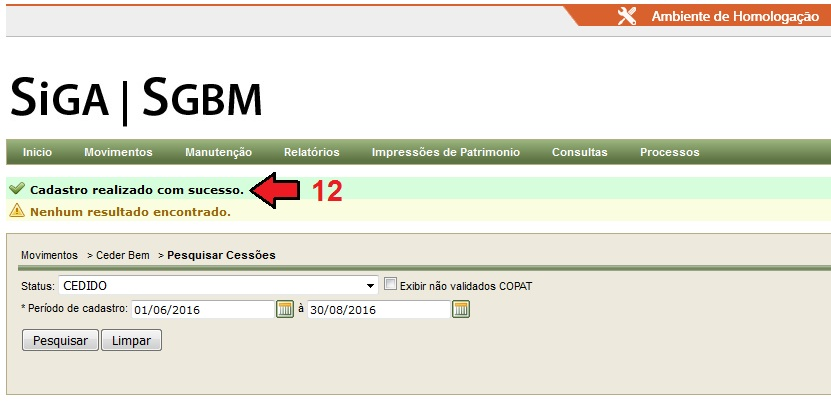 Ambiente de Homologação
SIGA | SGBM
Inicio Movimentos Manutenção Relatórios Impressões de Patrimonio Consultas Processos
Cadastro realizado com sucesso. 12
Nenhum resultado encontrado.
Movimentos > Ceder Bem > Pesquisar Cessões
Status: CEDIDO Exibir não validados COPAT
* Período de cadastro: 01/06/2016 à 30/08/2016
Pesquisar Limpar